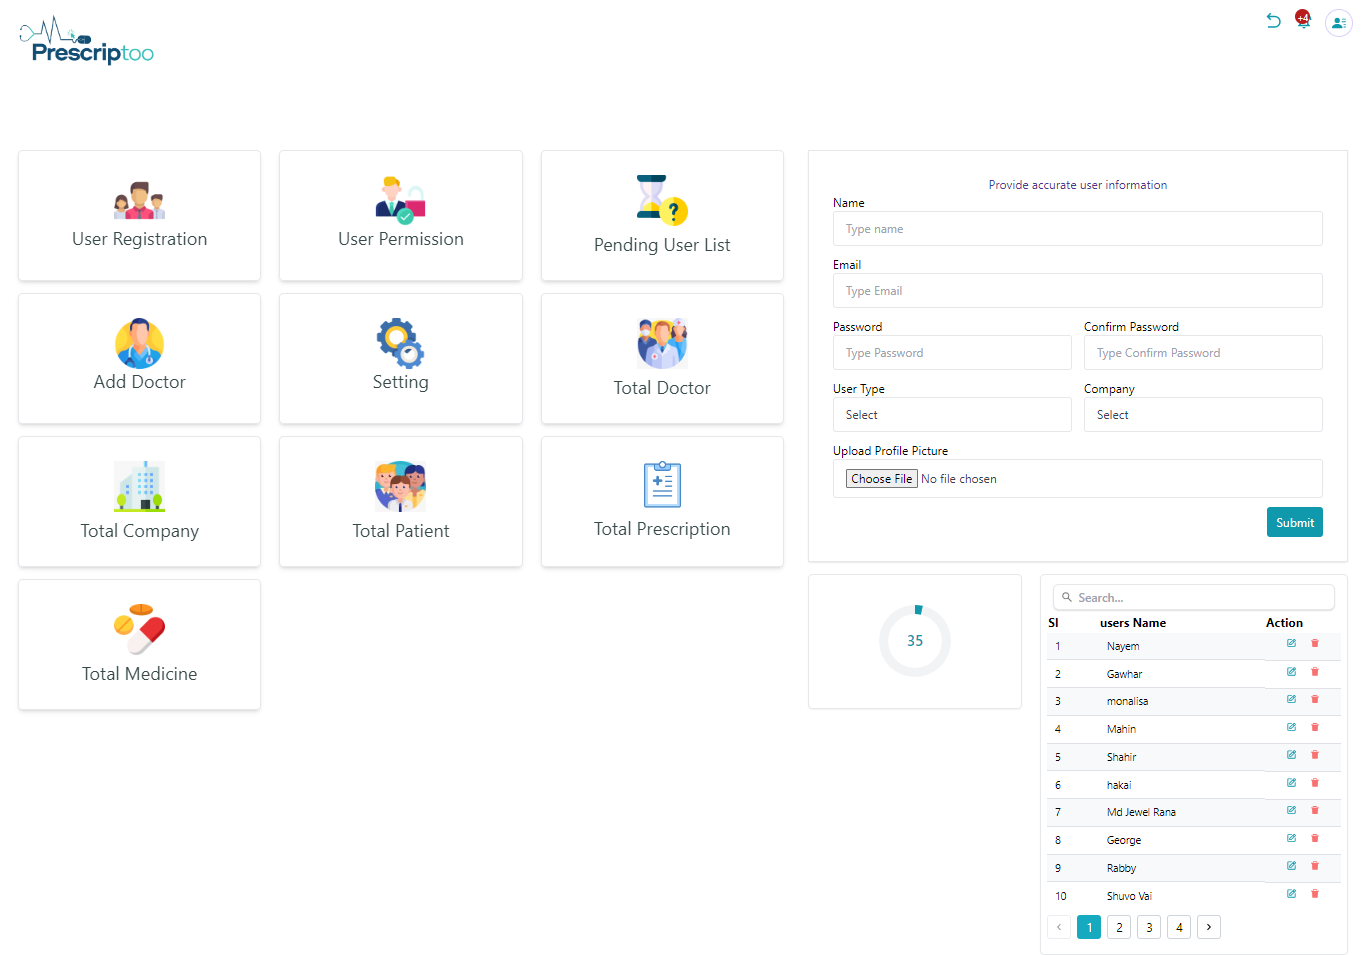 Prescriptoo
+4
User Registration
User Permission
Pending User List
Add Doctor
Setting
Total Doctor
Total Company
Total Patient
Total Prescription
Total Medicine
Provide accurate user information
Name
Type name
Email
Type Email
Password
Confirm Password
Type Password
Type Confirm Password
User Type
Company
Select
Select
Upload Profile Picture
Choose File No file chosen
Submit
35
Search...
Sl users Name Action
1 Nayem
2 Gawhar
3 monalisa
4 Mahin
5 Shahir
6 hakai
7 Md Jewel Rana
8 George
9 Rabby
10 Shuvo Vai
‹ 1 2 3 4 ›